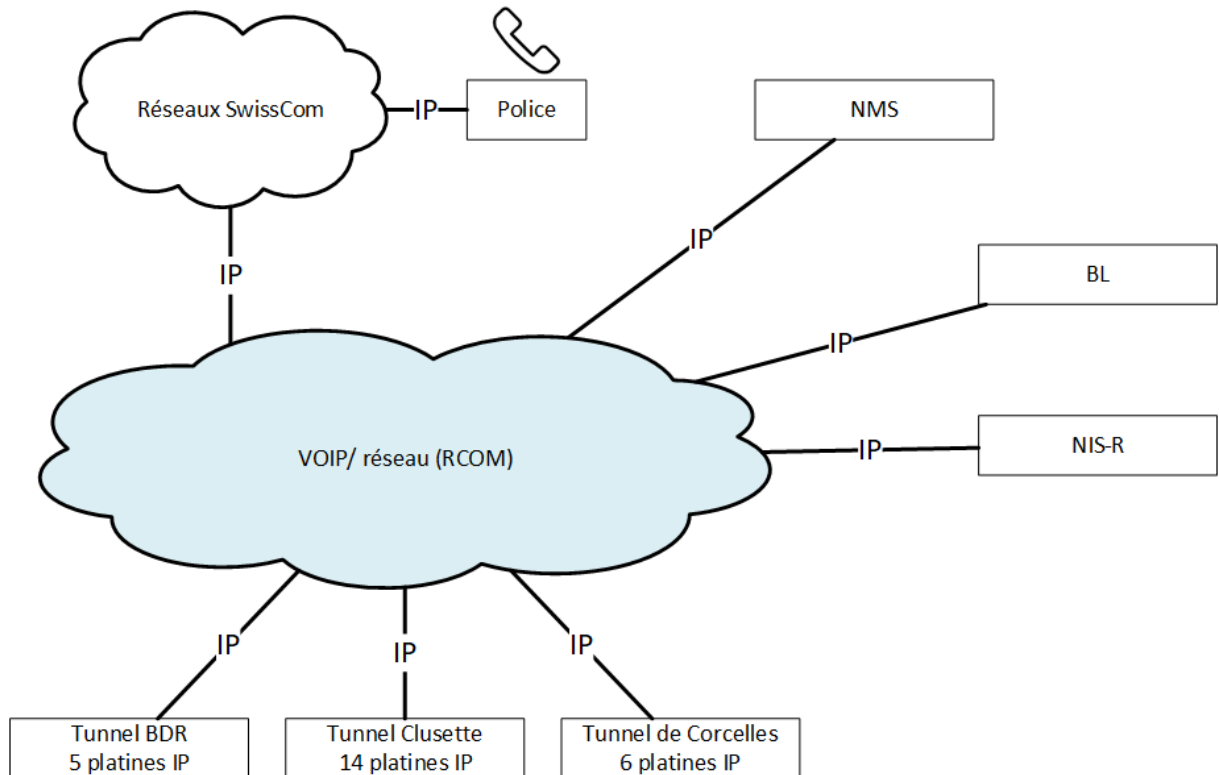 Réseaux SwissCom
IP
Police
NMS
IP
IP
BL
IP
VOIP/ réseau (RCOM)
IP
NIS-R
IP
IP
IP
Tunnel BDR
5 platines IP
Tunnel Clusette
14 platines IP
Tunnel de Corcelles
6 platines IP